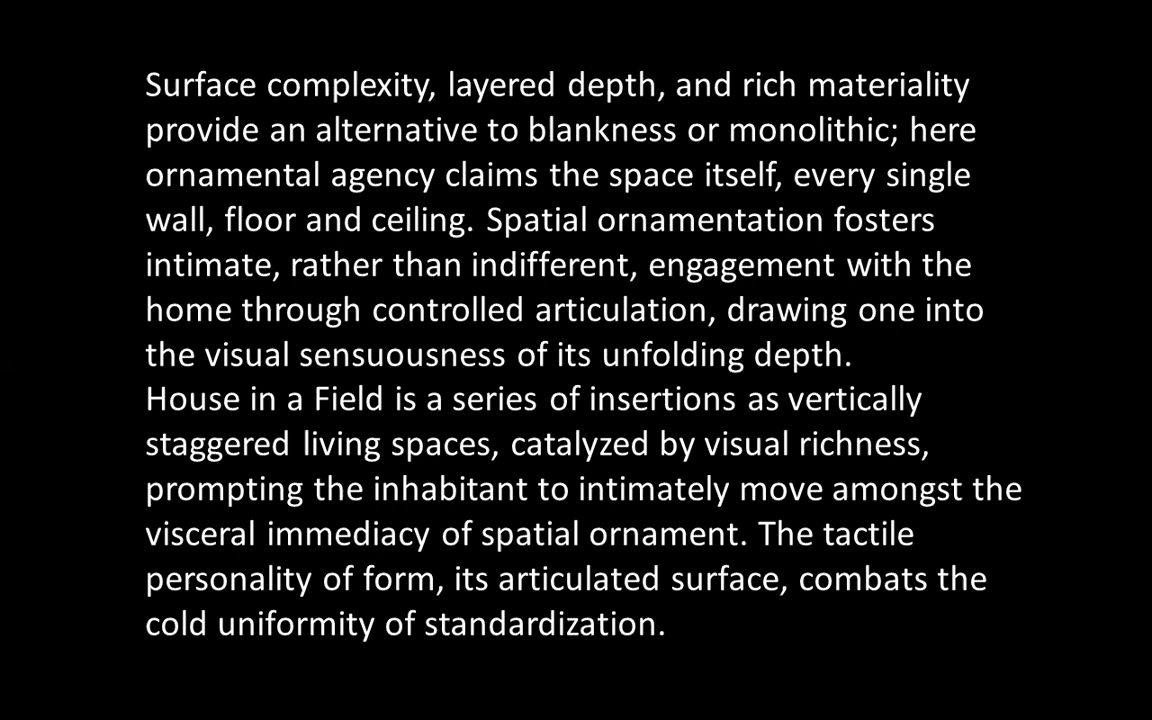 Surface complexity, layered depth, and rich materiality
provide an alternative to blankness or monolithic; here
ornamental agency claims the space itself, every single
wall, floor and ceiling. Spatial ornamentation fosters
intimate, rather than indifferent, engagement with the
home through controlled articulation, drawing one into
the visual sensuousness of its unfolding depth.
House in a Field is a series of insertions as vertically
staggered living spaces, catalyzed by visual richness,
prompting the inhabitant to intimately move amongst the
visceral immediacy of spatial ornament. The tactile
personality of form, its articulated surface, combats the
cold uniformity of standardization.